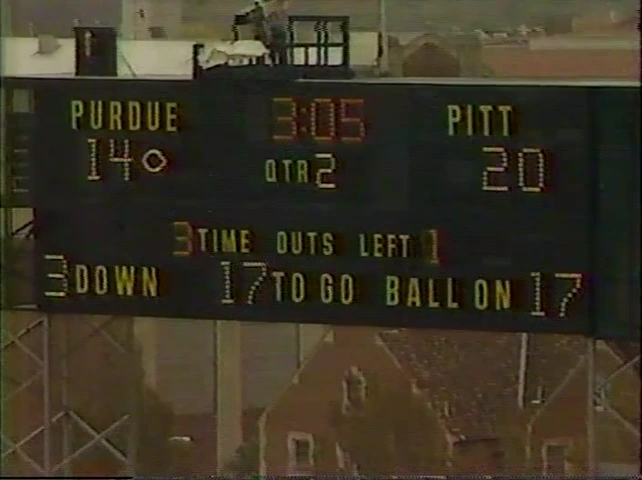 PURDUE 3:05 PITT
14 QTR 2 20
3 TIME OUTS LEFT 1
3 DOWN 17 TO GO BALL ON 17